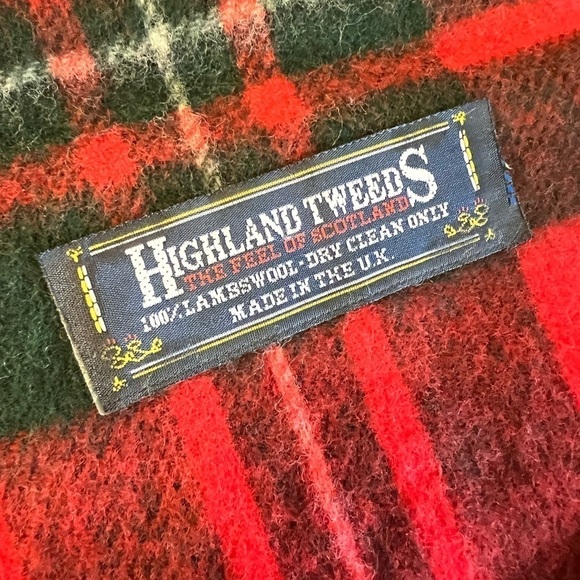 HIGHLAND TWEEDS
THE FEEL OF SCOTLAND
100% LAMBSWOOL-DRY CLEAN ONLY
MADE IN THE U.K.